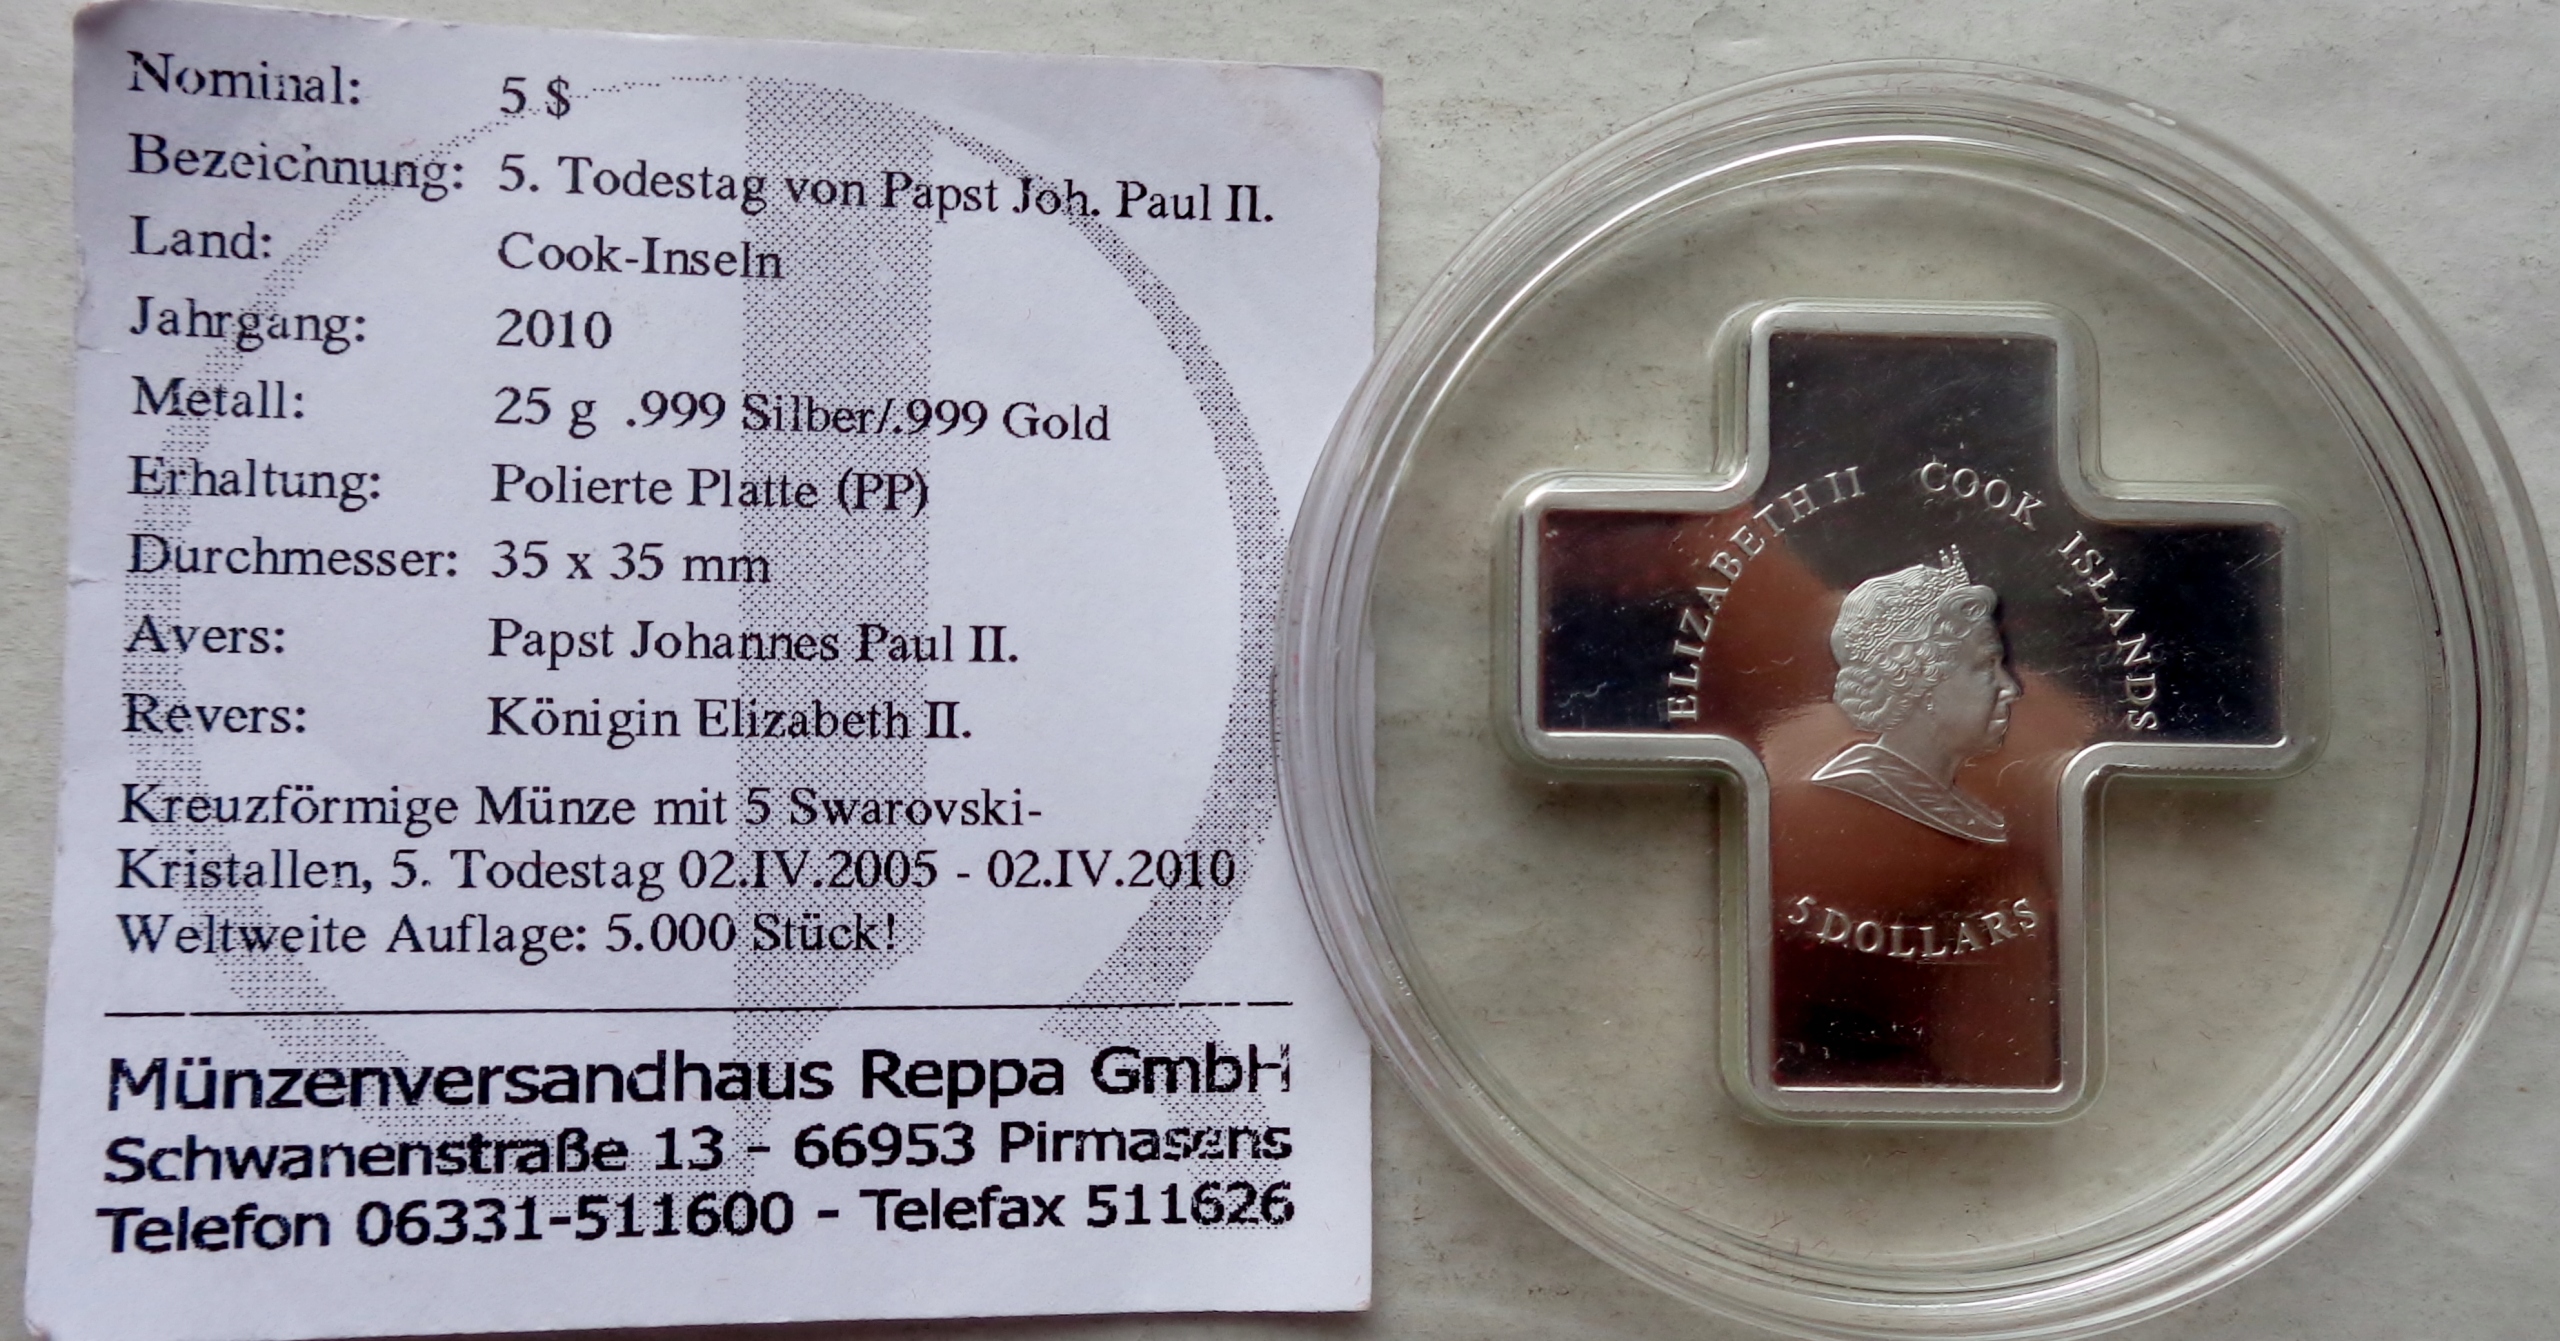 Nominal: 5 $
Bezeichnung: 5. Todestag von Papst Joh. Paul II.
Land: Cook-Inseln
Jahrgang: 2010
Metall: 25 g .999 Silber/.999 Gold
Erhaltung: Polierte Platte (PP)
Durchmesser: 35 x 35 mm
Avers: Papst Johannes Paul II.
Revers: Königin Elizabeth II.
Kreuzförmige Münze mit 5 Swarovski-
Kristallen, 5. Todestag 02.IV.2005 - 02.IV.2010
Weltweite Auflage: 5.000 Stück!
Münzenversandhaus Reppa GmbH
Schwanenstraße 13 - 66953 Pirmasens
Telefon 06331-511600 - Telefax 511626
ELIZABETH II COOK ISLANDS
5 DOLLARS